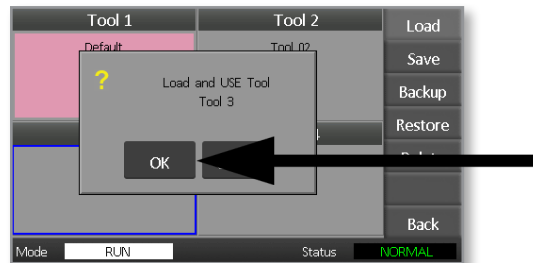 Tool 1
Tool 2
Load
Default
Tool 02
Save
?
Load and USE Tool
Tool 3
Backup
Restore
OK
Back
Mode
RUN
Status
NORMAL